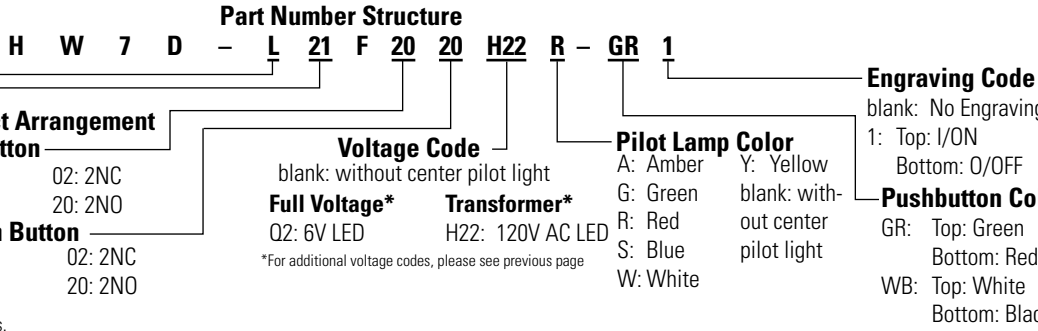 Part Number Structure
H W 7 D – L 21 F 20 20 H22 R – GR 1
Arrangement
02: 2NC
20: 2NO
Button
02: 2NC
20: 2NO
Voltage Code
blank: without center pilot light
Full Voltage* Transformer*
Q2: 6V LED H22: 120V AC LED
*For additional voltage codes, please see previous page
Pilot Lamp Color
A: Amber Y: Yellow
G: Green blank: with-
R: Red out center
S: Blue pilot light
W: White
Engraving Code
blank: No Engraving
1: Top: I/ON
Bottom: O/OFF
Pushbutton Co
GR: Top: Green
Bottom: Red
WB: Top: White
Bottom: Blac